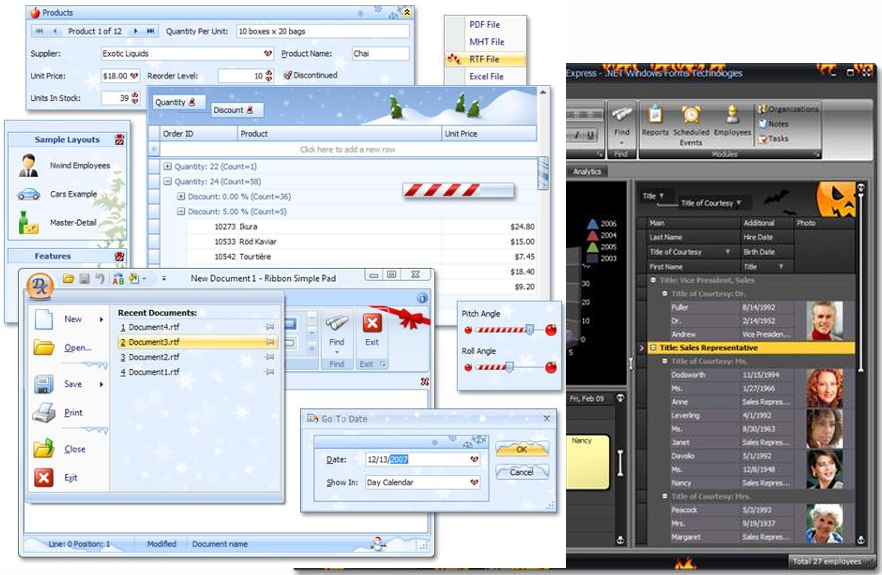 Products
Product 1 of 12
Quantity Per Unit:
10 boxes x 20 bags
Supplier:
Exotic Liquids
Product Name:
Chai
Unit Price:
$18.00
Reorder Level:
10
Discontinued
Units In Stock:
39
PDF File
MHT File
RTF File
Excel File
Quantity
Discount
Order ID
Product
Unit Price
Click here to add a new row
Quantity: 22 (Count=1)
Quantity: 24 (Count=58)
Discount: 0.00 % (Count=36)
Discount: 5.00 % (Count=5)
10273 Ikura
$24.80
10533 Röd Kaviar
$15.00
10542 Tourtière
$7.45
$18.40
$9.20
Sample Layouts
Nwind Employees
Cars Example
Master-Detail
Features
New Document1 - Ribbon Simple Pad
New
Open...
Save
Print
Close
Exit
Recent Documents:
1 Document4.rtf
2 Document3.rtf
3 Document2.rtf
4 Document1.rtf
Find
Exit
Find
Exit
Line: 0 Position: 1
Modified
Document name
Pitch Angle
Roll Angle
Go To Date
Date:
12/13/2007
Show In:
Day Calendar
OK
Cancel
Express - .NET Windows Forms Technologies
Find
Reports
Scheduled Events
Employees
Organizations
Notes
Tasks
Find
Modules
Analytics
2006
2004
2005
2003
30
20
10
0
5
Fri, Feb 09
Nancy
Title
Title of Courtesy
Main
Additional
Photo
Last Name
Hire Date
Title of Courtesy
Birth Date
First Name
Title
Title: Vice President, Sales
Title of Courtesy: Dr.
Fuller
8/14/1992
Dr.
2/14/1952
Andrew
Vice Presiden...
Title: Sales Representative
Title of Courtesy: Ms.
Dodsworth
11/15/1994
Ms.
1/27/1966
Anne
Sales Repres...
Leverling
4/1/1992
Ms.
8/30/1963
Janet
Sales Repres...
Davolio
5/1/1992
Ms.
12/8/1948
Nancy
Sales Repres...
Title of Courtesy: Mrs.
Peacock
5/3/1993
Mrs.
9/19/1937
Margaret
Sales Repres...
Total 27 employees